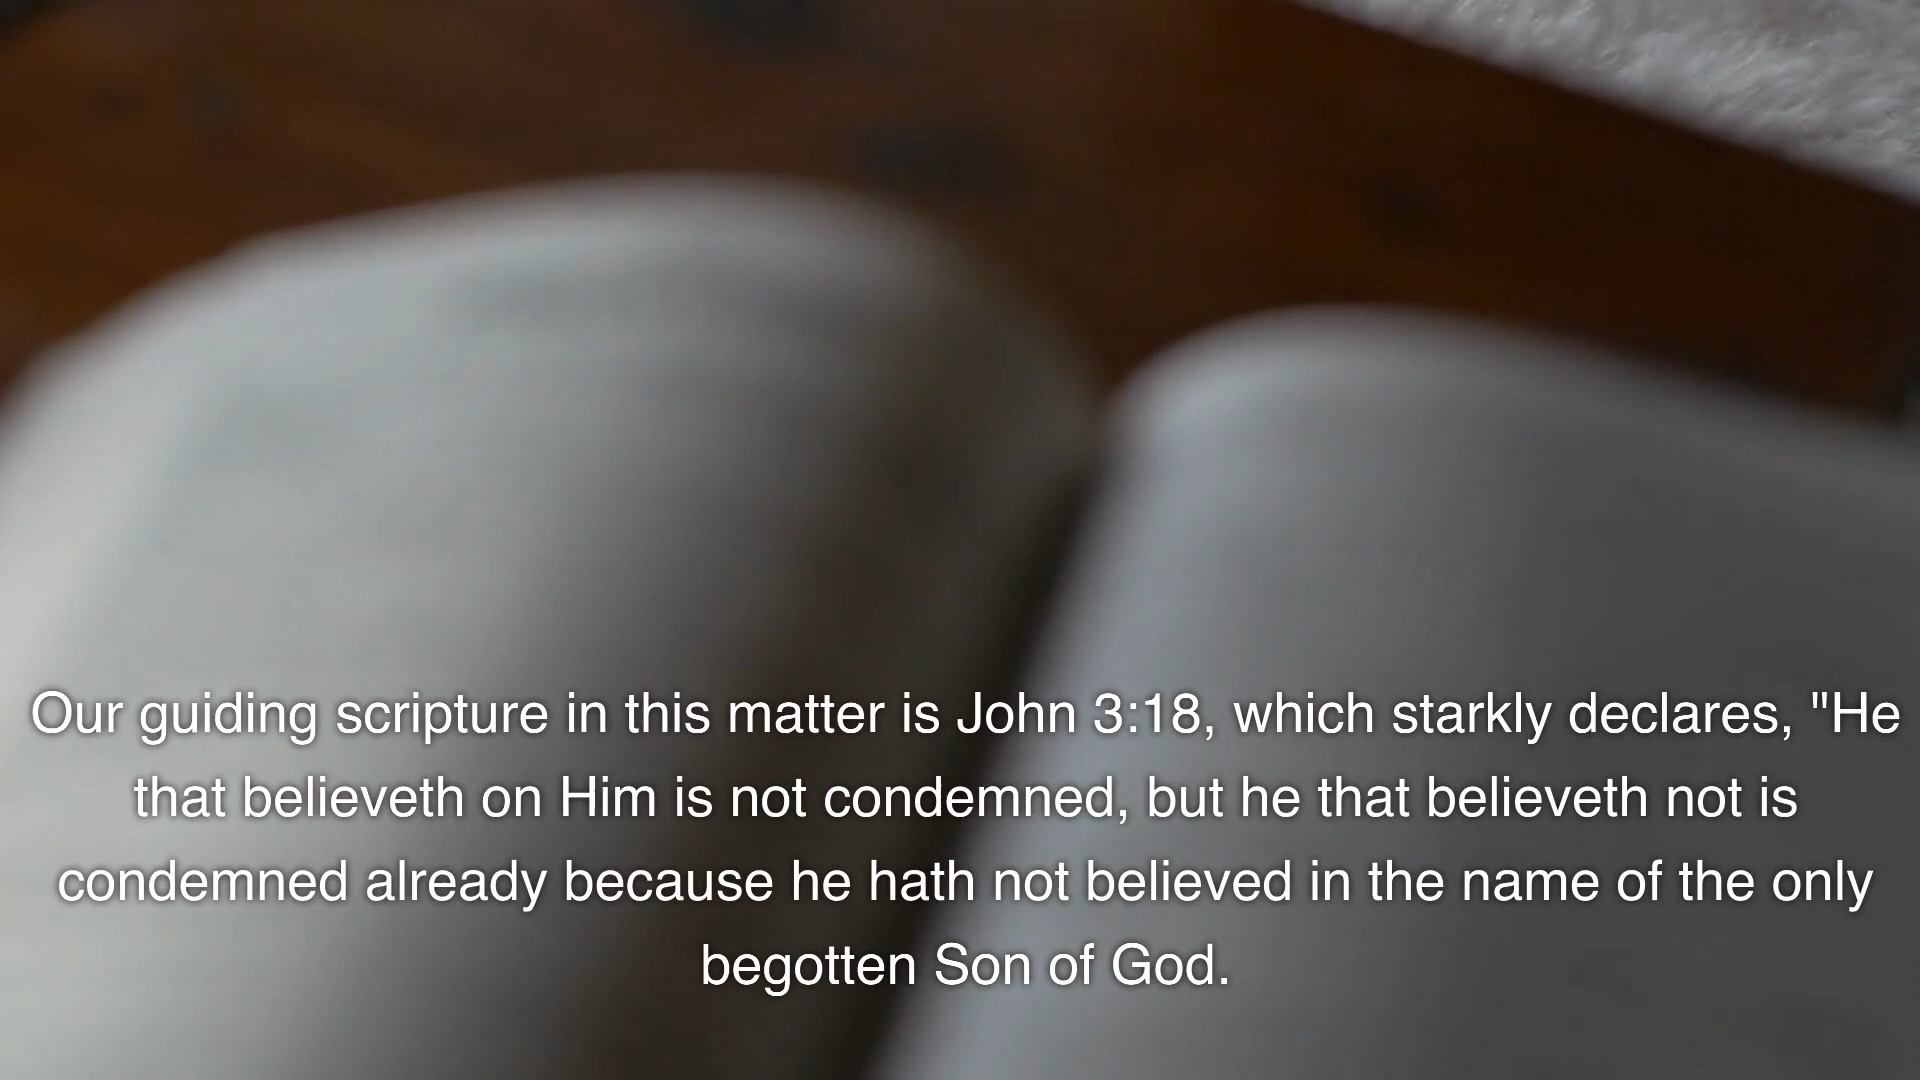 Our guiding scripture in this matter is John 3:18, which starkly declares, "He
that believeth on Him is not condemned, but he that believeth not is
condemned already because he hath not believed in the name of the only
begotten Son of God.